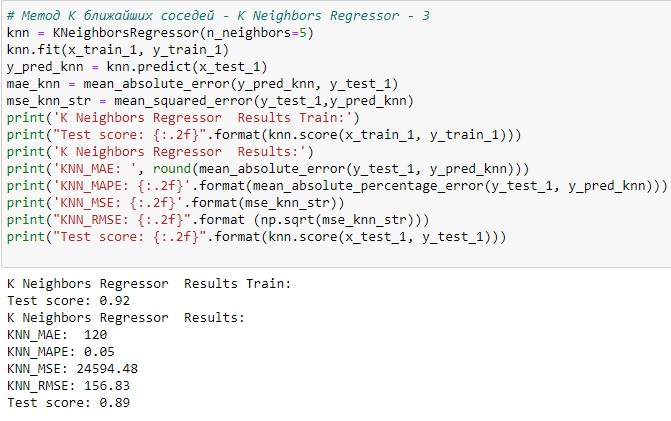 # Метод К ближайших соседей - K Neighbors Regressor - 3
knn = KNeighborsRegressor(n_neighbors=5)
knn.fit(x_train_1, y_train_1)
y_pred_knn = knn.predict(x_test_1)
mae_knn = mean_absolute_error(y_pred_knn, y_test_1)
mse_knn_str = mean_squared_error(y_test_1,y_pred_knn)
print('K Neighbors Regressor  Results Train:')
print("Test score: {:.2f}".format(knn.score(x_train_1, y_train_1)))
print('K Neighbors Regressor  Results:')
print('KNN_MAE: ', round(mean_absolute_error(y_test_1, y_pred_knn)))
print('KNN_MAPE: {:.2f}'.format(mean_absolute_percentage_error(y_test_1, y_pred_knn)))
print('KNN_MSE: {:.2f}'.format(mse_knn_str))
print("KNN_RMSE: {:.2f}".format (np.sqrt(mse_knn_str)))
print("Test score: {:.2f}".format(knn.score(x_test_1, y_test_1)))
K Neighbors Regressor  Results Train:
Test score: 0.92
K Neighbors Regressor  Results:
KNN_MAE:  120
KNN_MAPE: 0.05
KNN_MSE: 24594.48
KNN_RMSE: 156.83
Test score: 0.89